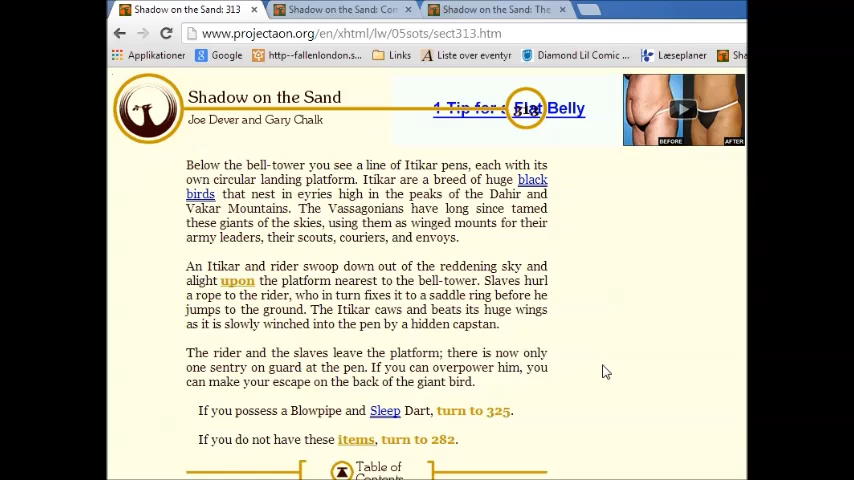 Shadow on the Sand: 313
Shadow on the Sand: Con
Shadow on the Sand: The
www.projectaon.org/en/xhtml/lw/05sots/sect313.htm
Applikationer Google http--fallenlondon.s... Links Liste over eventyr Diamond Lil Comic ... Læseplaner Sha
Shadow on the Sand
Joe Dever and Gary Chalk
1 Tip for Flat Belly
313
BEFORE AFTER
Below the bell-tower you see a line of Itikar pens, each with its
own circular landing platform. Itikar are a breed of huge black
birds that nest in eyries high in the peaks of the Dahir and
Vakar Mountains. The Vassagonians have long since tamed
these giants of the skies, using them as winged mounts for their
army leaders, their scouts, couriers, and envoys.
An Itikar and rider swoop down out of the reddening sky and
alight upon the platform nearest to the bell-tower. Slaves hurl
a rope to the rider, who in turn fixes it to a saddle ring before he
jumps to the ground. The Itikar caws and beats its huge wings
as it is slowly winched into the pen by a hidden capstan.
The rider and the slaves leave the platform; there is now only
one sentry on guard at the pen. If you can overpower him, you
can make your escape on the back of the giant bird.
If you possess a Blowpipe and Sleep Dart, turn to 325.
If you do not have these items, turn to 282.
Table of
Contents